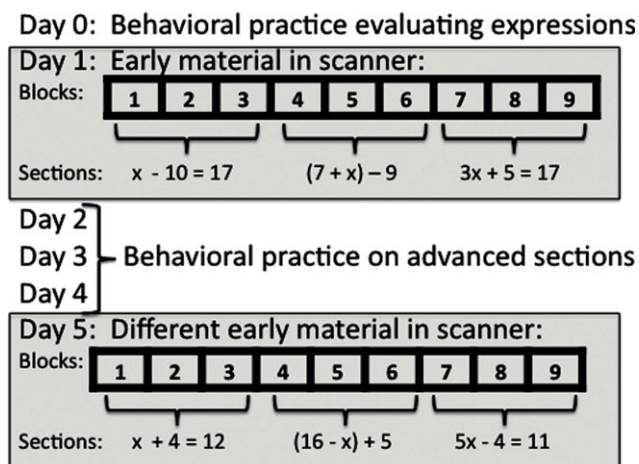 Day 0: Behavioral practice evaluating expressions
Day 1: Early material in scanner:
Blocks: 1 2 3 4 5 6 7 8 9
Sections: x - 10 = 17 (7 + x) – 9 3x + 5 = 17
Day 2
Day 3 Behavioral practice on advanced sections
Day 4
Day 5: Different early material in scanner:
Blocks: 1 2 3 4 5 6 7 8 9
Sections: x + 4 = 12 (16 - x) + 5 5x - 4 = 11